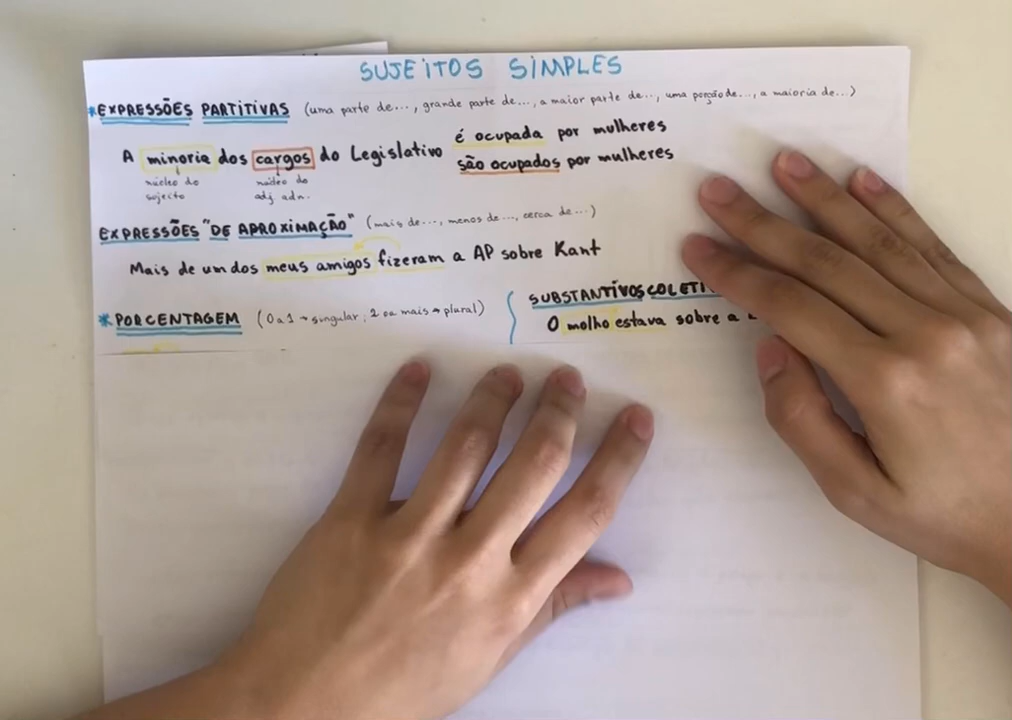 SUJEITOS SIMPLES
*EXPRESSÕES PARTITIVAS (uma parte de..., grande parte de..., a maior parte de..., uma porção de..., a maioria de...)
é ocupada por mulheres
A minoria dos cargos do Legislativo
são ocupados por mulheres
núcleo do sujeito
núcleo do adj. adn.
EXPRESSÕES "DE APROXIMAÇÃO" (mais de..., menos de..., cerca de...)
Mais de um dos meus amigos fizeram a AP sobre Kant
*PORCENTAGEM (0 a 1 → singular; 2 ou mais → plural)
SUBSTANTIVOS COLETI
O molho estava sobre a